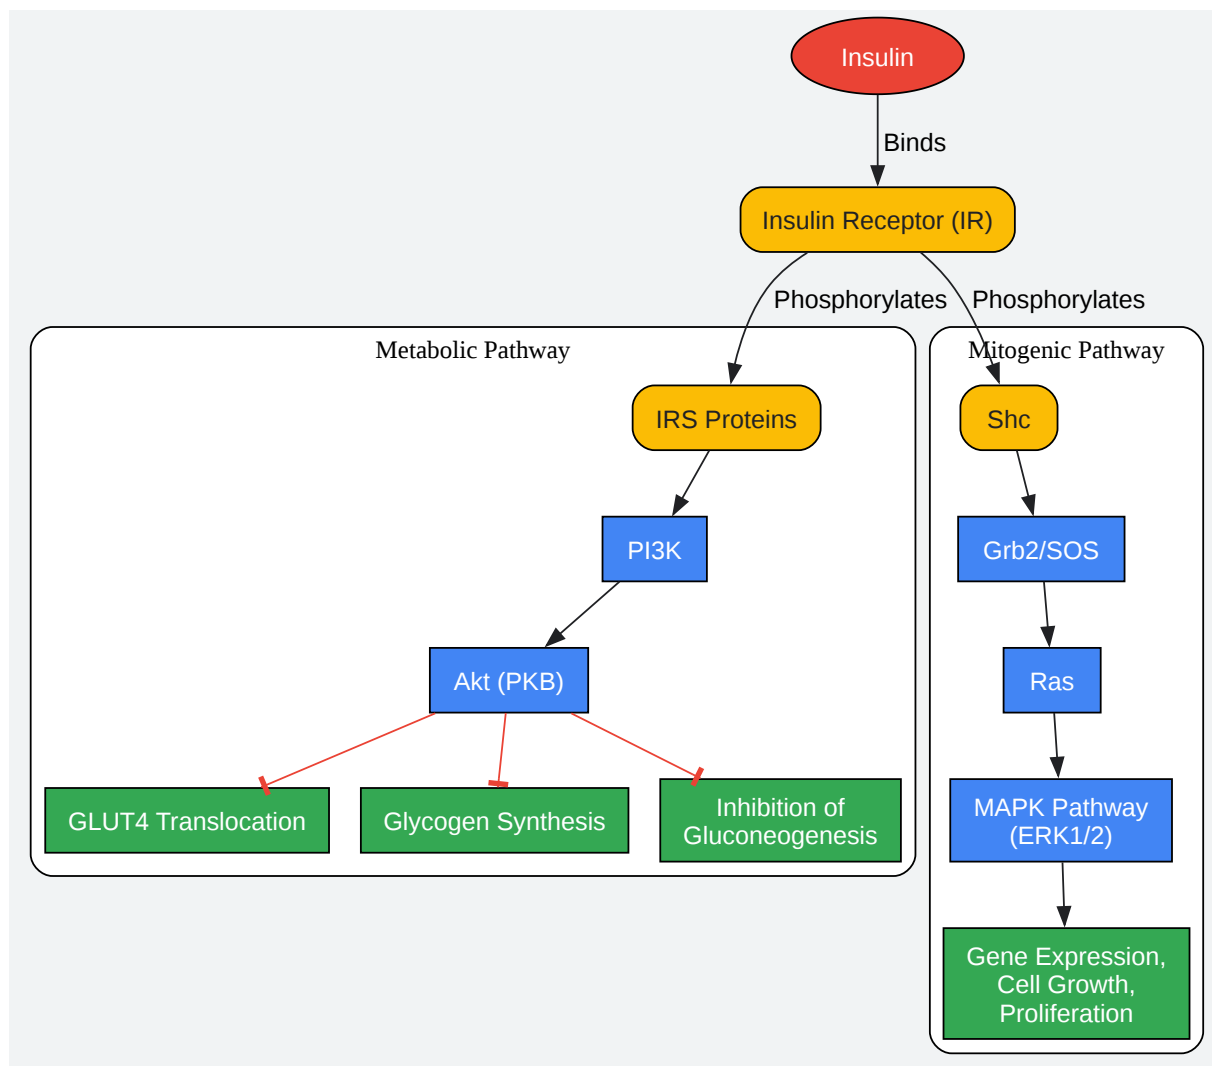 Insulin
Binds
Insulin Receptor (IR)
Phosphorylates
Phosphorylates
Metabolic Pathway
Mitogenic Pathway
IRS Proteins
Shc
PI3K
Grb2/SOS
Akt (PKB)
Ras
GLUT4 Translocation
Glycogen Synthesis
Inhibition of
Gluconeogenesis
MAPK Pathway
(ERK1/2)
Gene Expression,
Cell Growth,
Proliferation